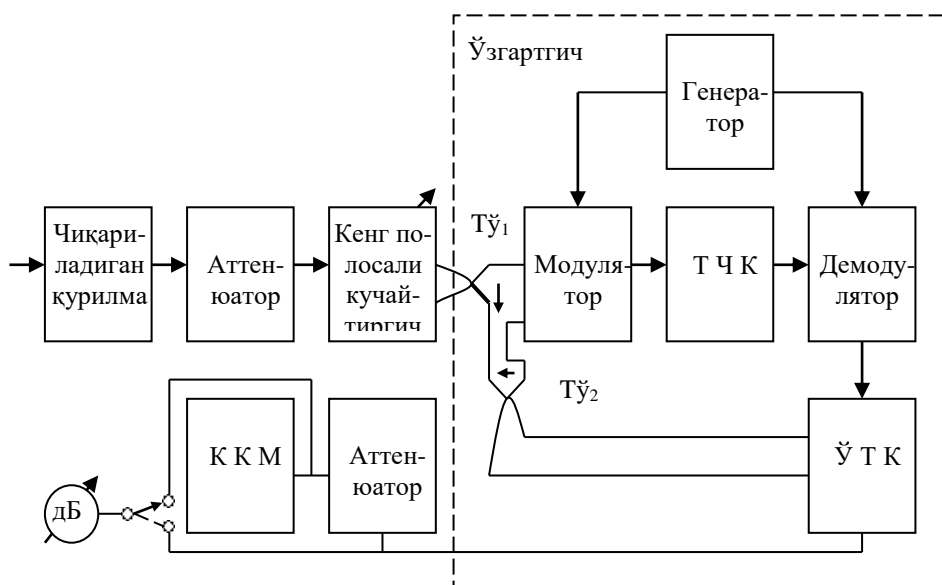 Ўзгартгич
Генера-
тор
Тў₁
Чиқари-
ладиган
қурилма
Аттен-
юатор
Кенг по-
лосали
кучай-
тиргич
Модуля-
тор
Т Ч К
Демоду-
лятор
Тў₂
дБ
К К М
Аттен-
юатор
Ў Т К